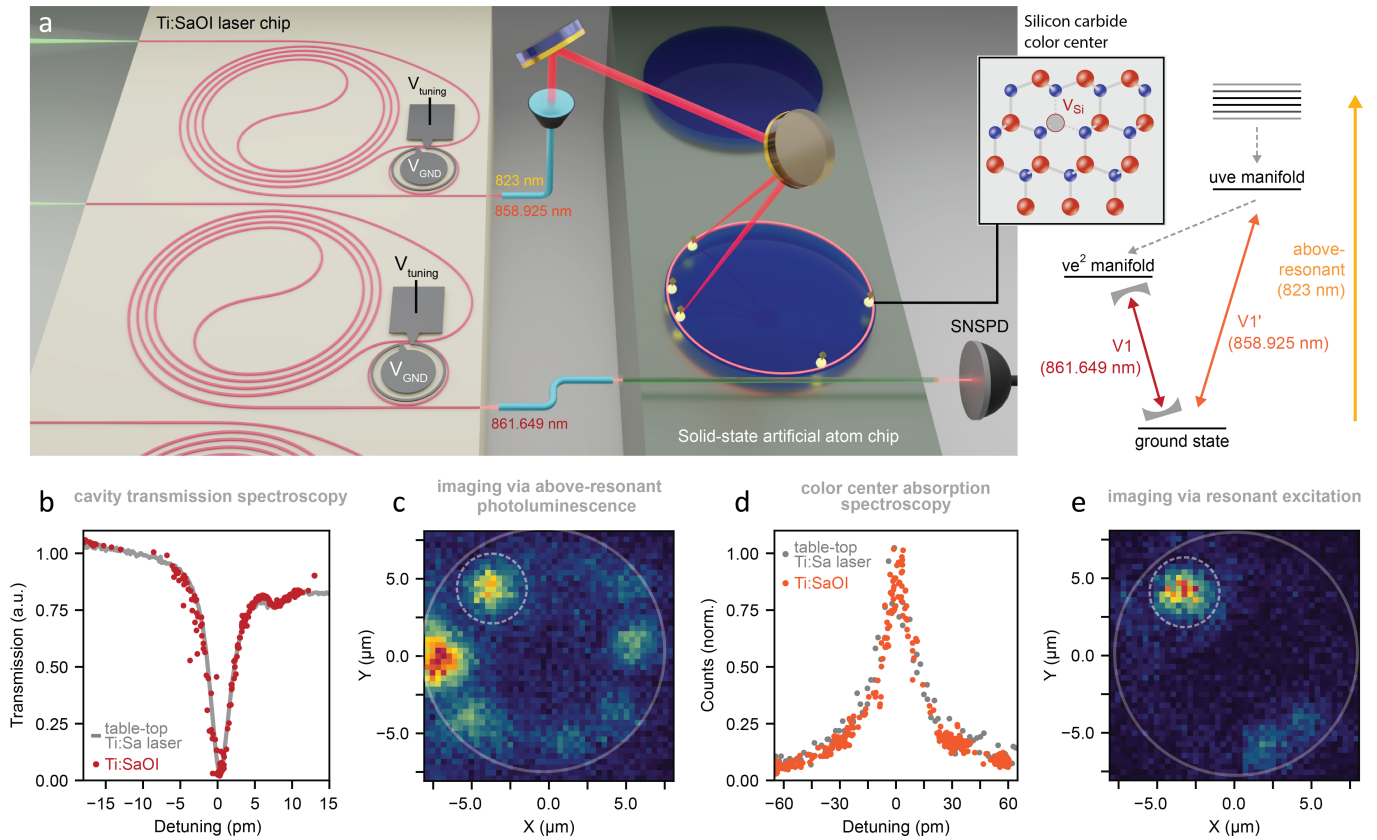 a
Ti:SaOI laser chip
V_tuning
V_GND
V_tuning
V_GND
823 nm
858.925 nm
861.649 nm
Solid-state artificial atom chip
SNSPD
Silicon carbide
color center
V_Si
uve manifold
ve² manifold
V1
(861.649 nm)
V1'
(858.925 nm)
above-
resonant
(823 nm)
ground state
b
cavity transmission spectroscopy
Transmission (a.u.)
1.00
0.75
0.50
0.25
0.00
table-top
Ti:Sa laser
Ti:SaOI
−15
−10
−5
0
5
10
15
Detuning (pm)
c
imaging via above-resonant
photoluminescence
Y (µm)
5.0
0.0
−5.0
−5.0
0.0
5.0
X (µm)
d
color center absorption
spectroscopy
Counts (norm.)
1.00
0.75
0.50
0.25
0.00
table-top
Ti:Sa laser
Ti:SaOI
−60
−30
0
30
60
Detuning (pm)
e
imaging via resonant excitation
Y (µm)
5.0
0.0
−5.0
−5.0
0.0
5.0
X (µm)